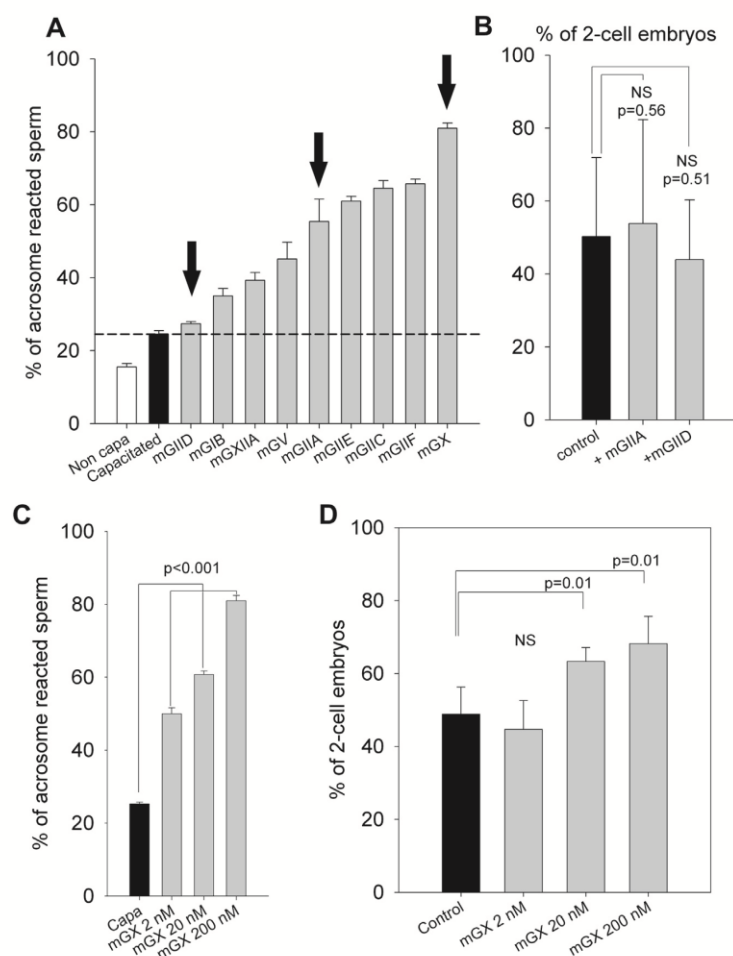 A
% of acrosome reacted sperm
100
80
60
40
20
0
Non capa
Capacitated
mGIID
mGIB
mGXIIA
mGV
mGIIA
mGIIE
mGIIC
mGIIF
mGX
B
% of 2-cell embryos
100
80
60
40
20
0
NS
p=0.56
NS
p=0.51
control
+ mGIIA
+mGIID
C
% of acrosome reacted sperm
100
80
60
40
20
0
p<0.001
Capa
mGX 2 nM
mGX 20 nM
mGX 200 nM
D
% of 2-cell embryos
100
80
60
40
20
0
p=0.01
p=0.01
NS
Control
mGX 2 nM
mGX 20 nM
mGX 200 nM